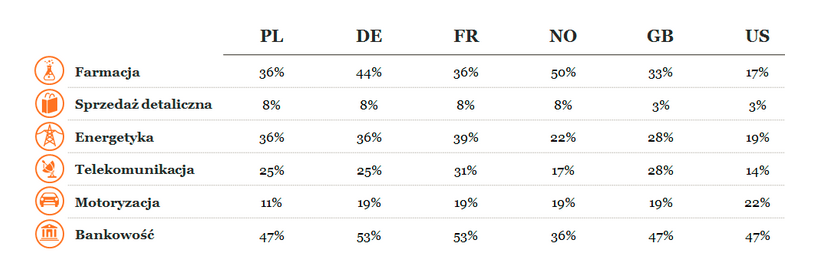 PL DE FR NO GB US
Farmacja 36% 44% 36% 50% 33% 17%
Sprzedaż detaliczna 8% 8% 8% 8% 3% 3%
Energetyka 36% 36% 39% 22% 28% 19%
Telekomunikacja 25% 25% 31% 17% 28% 14%
Motoryzacja 11% 19% 19% 19% 19% 22%
Bankowość 47% 53% 53% 36% 47% 47%